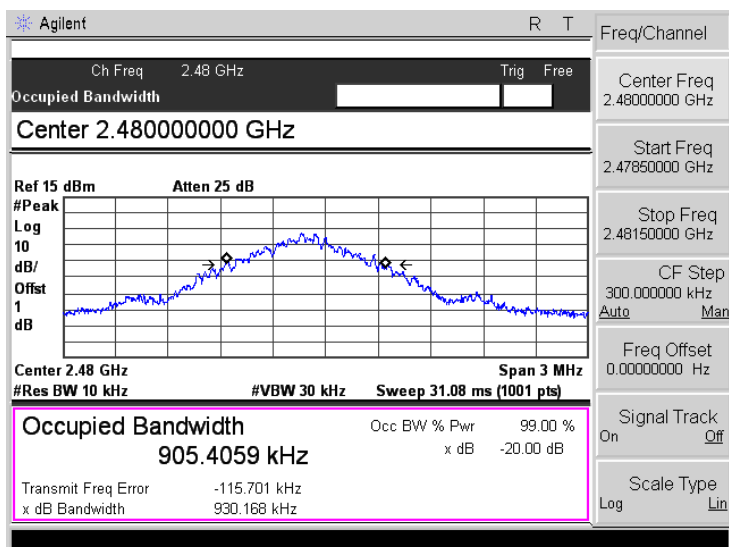 Agilent R T
Ch Freq 2.48 GHz Trig Free
Occupied Bandwidth
Center 2.480000000 GHz
Ref 15 dBm Atten 25 dB
#Peak
Log
10
dB/
Offst
1
dB
Center 2.48 GHz Span 3 MHz
#Res BW 10 kHz #VBW 30 kHz Sweep 31.08 ms (1001 pts)
Occupied Bandwidth
905.4059 kHz
Occ BW % Pwr 99.00 %
x dB -20.00 dB
Transmit Freq Error -115.701 kHz
x dB Bandwidth 930.168 kHz
Freq/Channel
Center Freq
2.48000000 GHz
Start Freq
2.47850000 GHz
Stop Freq
2.48150000 GHz
CF Step
300.000000 kHz
Auto Man
Freq Offset
0.00000000 Hz
Signal Track
On Off
Scale Type
Log Lin